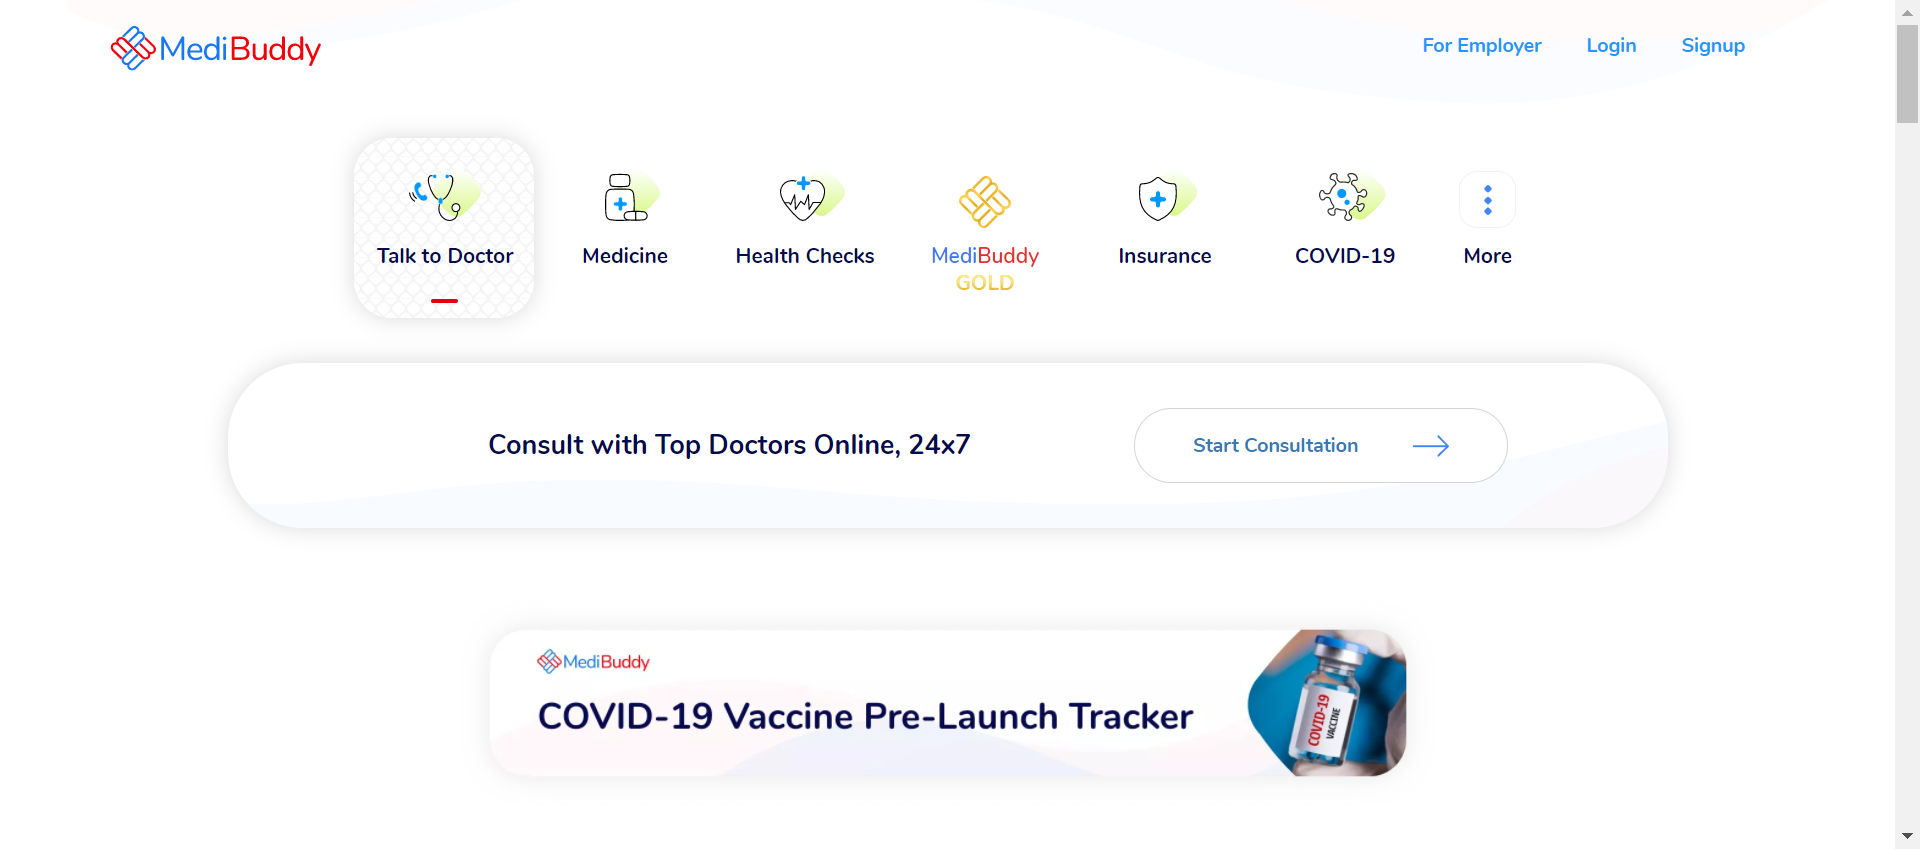 MediBuddy
For Employer
Login
Signup
Talk to Doctor
Medicine
Health Checks
MediBuddy
GOLD
Insurance
COVID-19
More
Consult with Top Doctors Online, 24x7
Start Consultation
MediBuddy
COVID-19 Vaccine Pre-Launch Tracker
COVID-19
VACCINE